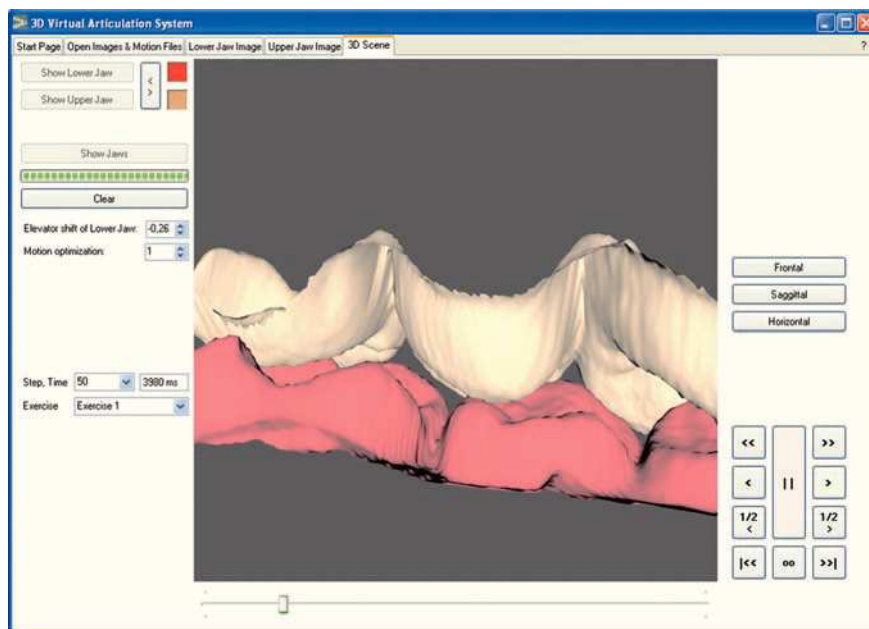 3D Virtual Articulation System
Start Page Open Images & Motion Files Lower Jaw Image Upper Jaw Image 3D Scene ?
Show Lower Jaw
< >
Show Upper Jaw
Show Jaws
Clear
Elevator shift of Lower Jaw: -0,26
Motion optimization: 1
Step, Time 50 3980 ms
Exercise Exercise 1
Frontal
Saggittal
Horizontal
<< >>
< || >
1/2 < 1/2 >
|<< oo >>|